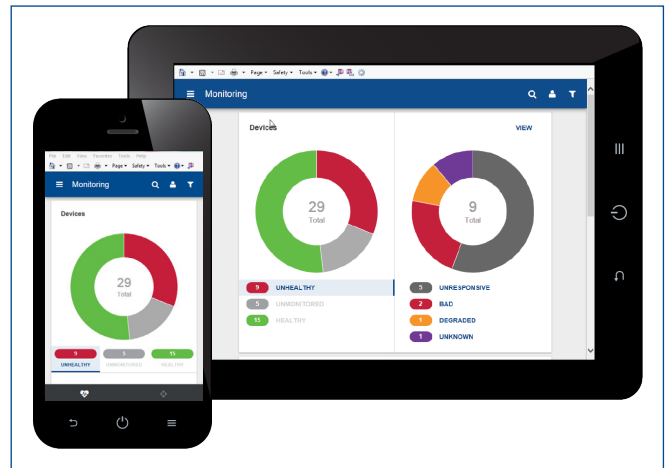 Page Safety Tools
Monitoring
Devices
VIEW
29
Total
9
Total
9 UNHEALTHY
5 UNMONITORED
15 HEALTHY
5 UNRESPONSIVE
2 BAD
1 DEGRADED
1 UNKNOWN
File Edit View Favorites Tools Help
Page Safety Tools
Monitoring
Devices
29
Total
9 5 15
UNHEALTHY UNMONITORED HEALTHY